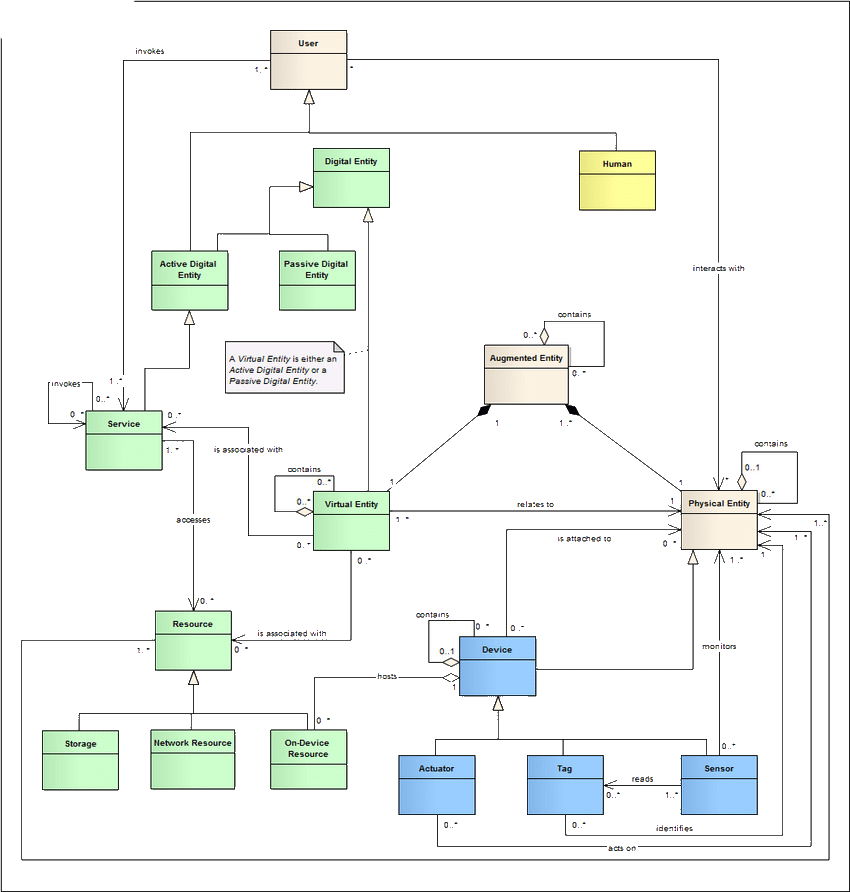 User
invokes
1..*
*
Digital Entity
Human
Active Digital
Entity
Passive Digital
Entity
interacts with
contains
0..*
A Virtual Entity is either an
Active Digital Entity or a
Passive Digital Entity.
Augmented Entity
0..*
invokes
1..*
0..*
0..*
0..*
Service
1..*
1
1..*
is associated with
contains
0..1
contains
0..*
1
1
0..*
0..*
Virtual Entity
relates to
1
Physical Entity
*
1..*
accesses
is attached to
0..*
1..*
1..*
0..*
0..*
1
1..*
0..*
contains
0..*
0..*
Resource
is associated with
1..*
0..*
0..1
Device
monitors
hosts
1
0..*
Storage
Network Resource
On-Device
Resource
0..*
Actuator
Tag
Sensor
reads
0..*
1..*
0..*
0..*
identifies
acts on